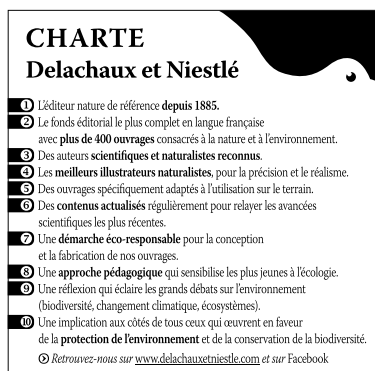 CHARTE
Delachaux et Niestlé
1 L'éditeur nature de référence depuis 1885.
2 Le fonds éditorial le plus complet en langue française
avec plus de 400 ouvrages consacrés à la nature et à l'environnement.
3 Des auteurs scientifiques et naturalistes reconnus.
4 Les meilleurs illustrateurs naturalistes, pour la précision et le réalisme.
5 Des ouvrages spécifiquement adaptés à l'utilisation sur le terrain.
6 Des contenus actualisés régulièrement pour relayer les avancées
scientifiques les plus récentes.
7 Une démarche éco-responsable pour la conception
et la fabrication de nos ouvrages.
8 Une approche pédagogique qui sensibilise les plus jeunes à l'écologie.
9 Une réflexion qui éclaire les grands débats sur l'environnement
(biodiversité, changement climatique, écosystèmes).
10 Une implication aux côtés de tous ceux qui œuvrent en faveur
de la protection de l'environnement et de la conservation de la biodiversité.
Retrouvez-nous sur www.delachauxetniestle.com et sur Facebook